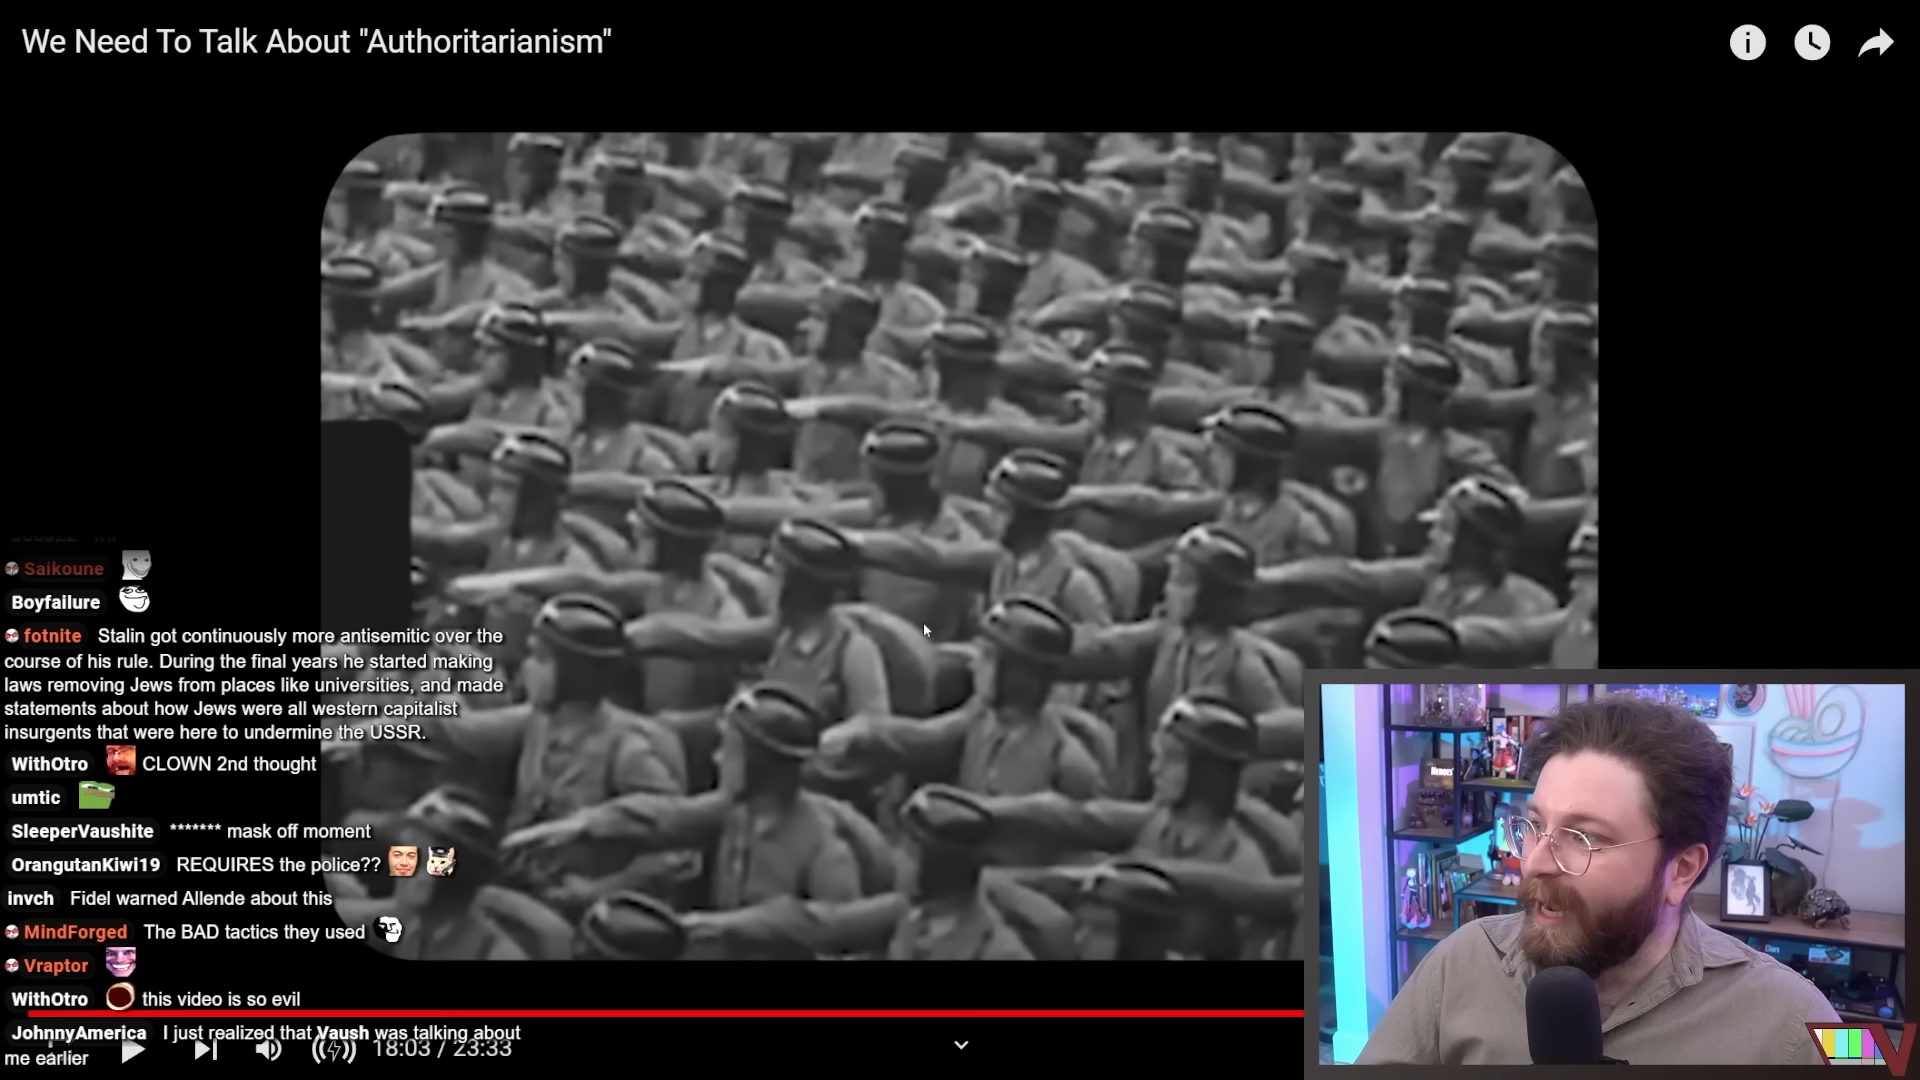 We Need To Talk About "Authoritarianism"
Saikoune
Boyfailure
fotnite Stalin got continuously more antisemitic over the
course of his rule. During the final years he started making
laws removing Jews from places like universities, and made
statements about how Jews were all western capitalist
insurgents that were here to undermine the USSR.
WithOtro CLOWN 2nd thought
umtic
SleeperVaushite ******* mask off moment
OrangutanKiwi19 REQUIRES the police??
invch Fidel warned Allende about this
MindForged The BAD tactics they used
Vraptor
WithOtro this video is so evil
JohnnyAmerica I just realized that Vaush was talking about
me earlier
18:03 / 23:33